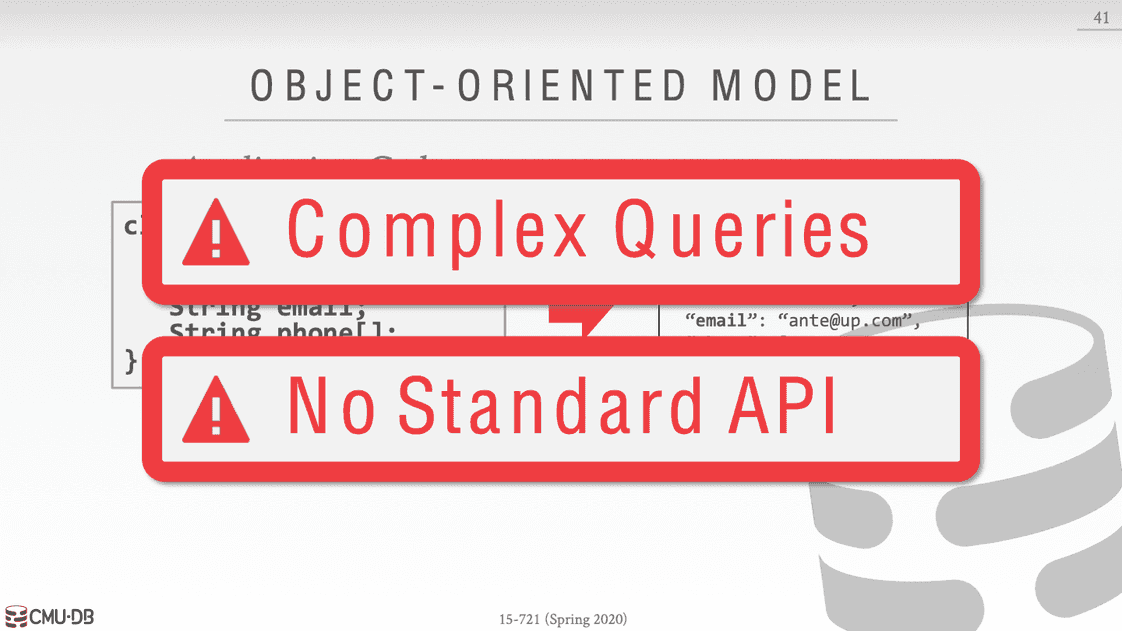 41
OBJECT-ORIENTED MODEL
Complex Queries
String email;
String phone[];
“email”: “ante@up.com”,
}
No Standard API
CMU·DB
15-721 (Spring 2020)